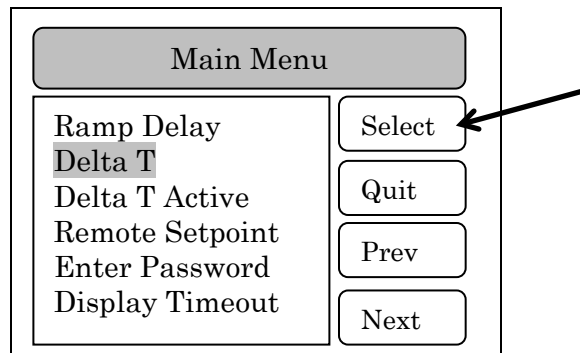 Main Menu
Ramp Delay
Delta T
Delta T Active
Remote Setpoint
Enter Password
Display Timeout
Select
Quit
Prev
Next